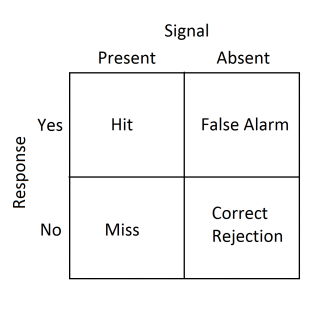 Signal
Present Absent
Response
Yes Hit False Alarm
No Miss Correct
Rejection